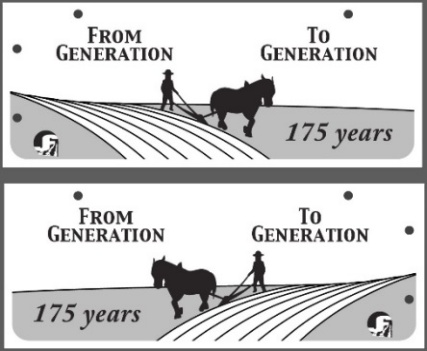 FROM
GENERATION
TO
GENERATION
175 years
FROM
GENERATION
TO
GENERATION
175 years